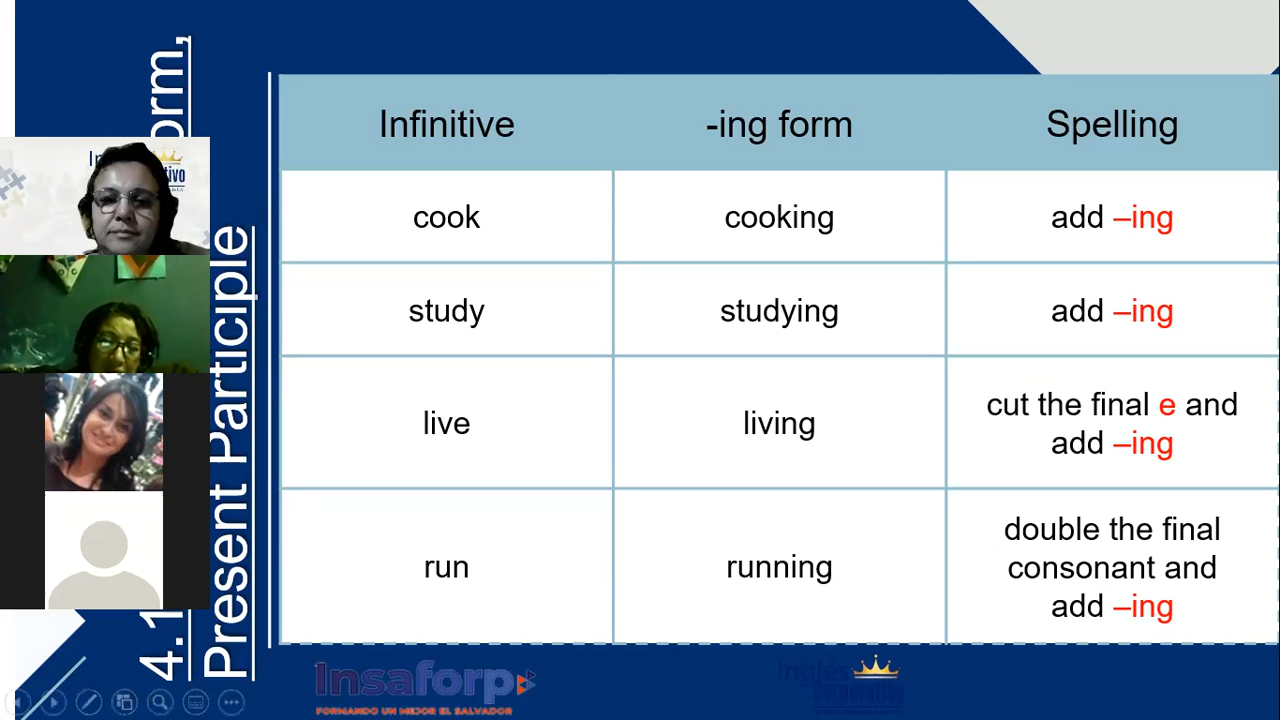 4.1
orm,
Present Participle
Infinitive
-ing form
Spelling
cook
cooking
add –ing
study
studying
add –ing
live
living
cut the final e and
add –ing
run
running
double the final
consonant and
add –ing
Insaforp
FORMANDO UN MEJOR EL SALVADOR
Inglés